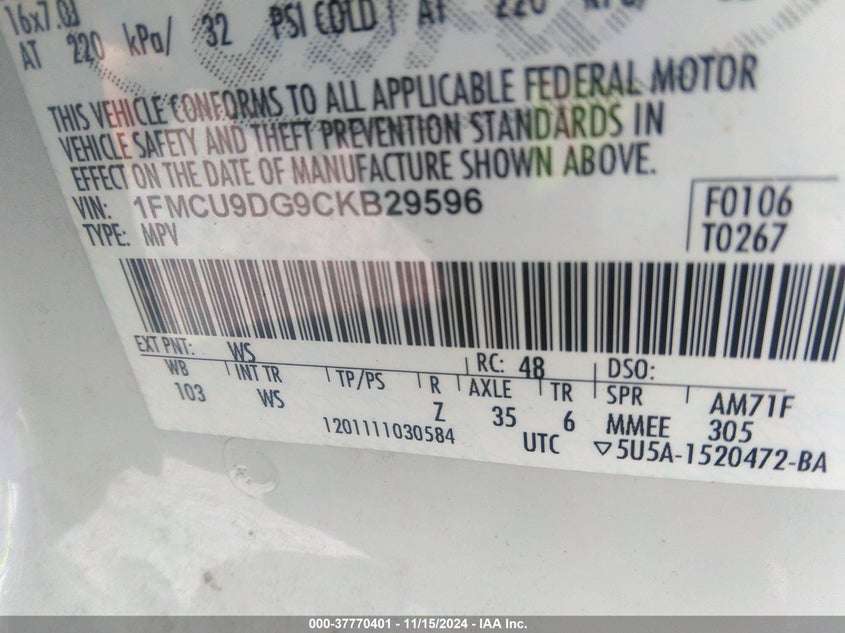 16x7.0J
AT 220 kPa/ 32 PSI COLD AT 220
THIS VEHICLE CONFORMS TO ALL APPLICABLE FEDERAL MOTOR
VEHICLE SAFETY AND THEFT PREVENTION STANDARDS IN
EFFECT ON THE DATE OF MANUFACTURE SHOWN ABOVE.
VIN: 1FMCU9DG9CKB29596 F0106
TYPE: MPV T0267
EXT PNT: WS RC: 48 DSO:
WB INT TR TP/PS R AXLE TR SPR AM71F
103 WS Z 35 6 MMEE 305
1201111030584 UTC ▽5U5A-1520472-BA
000-37770401 - 11/15/2024 - IAA Inc.